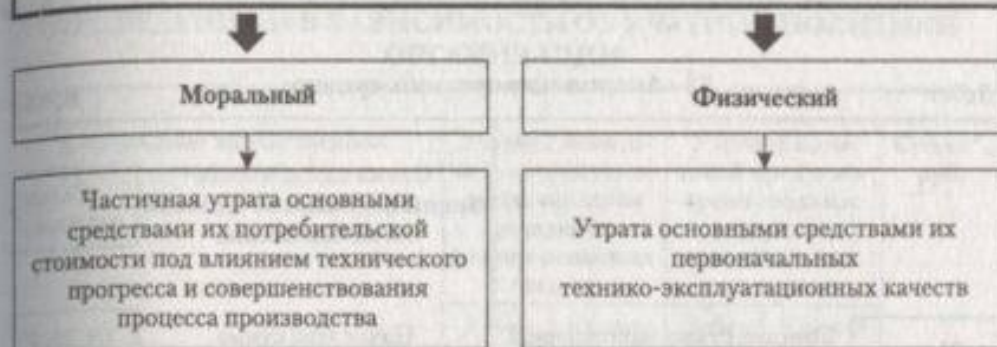 Моральный
Физический
Частичная утрата основными
средствами их потребительской
стоимости под влиянием технического
прогресса и совершенствования
процесса производства
Утрата основными средствами их
первоначальных
технико-эксплуатационных качеств